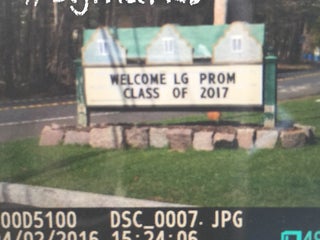 WELCOME LG PROM
CLASS OF 2017
00D5100 DSC_0007.JPG
04/02/2016 15:24:06